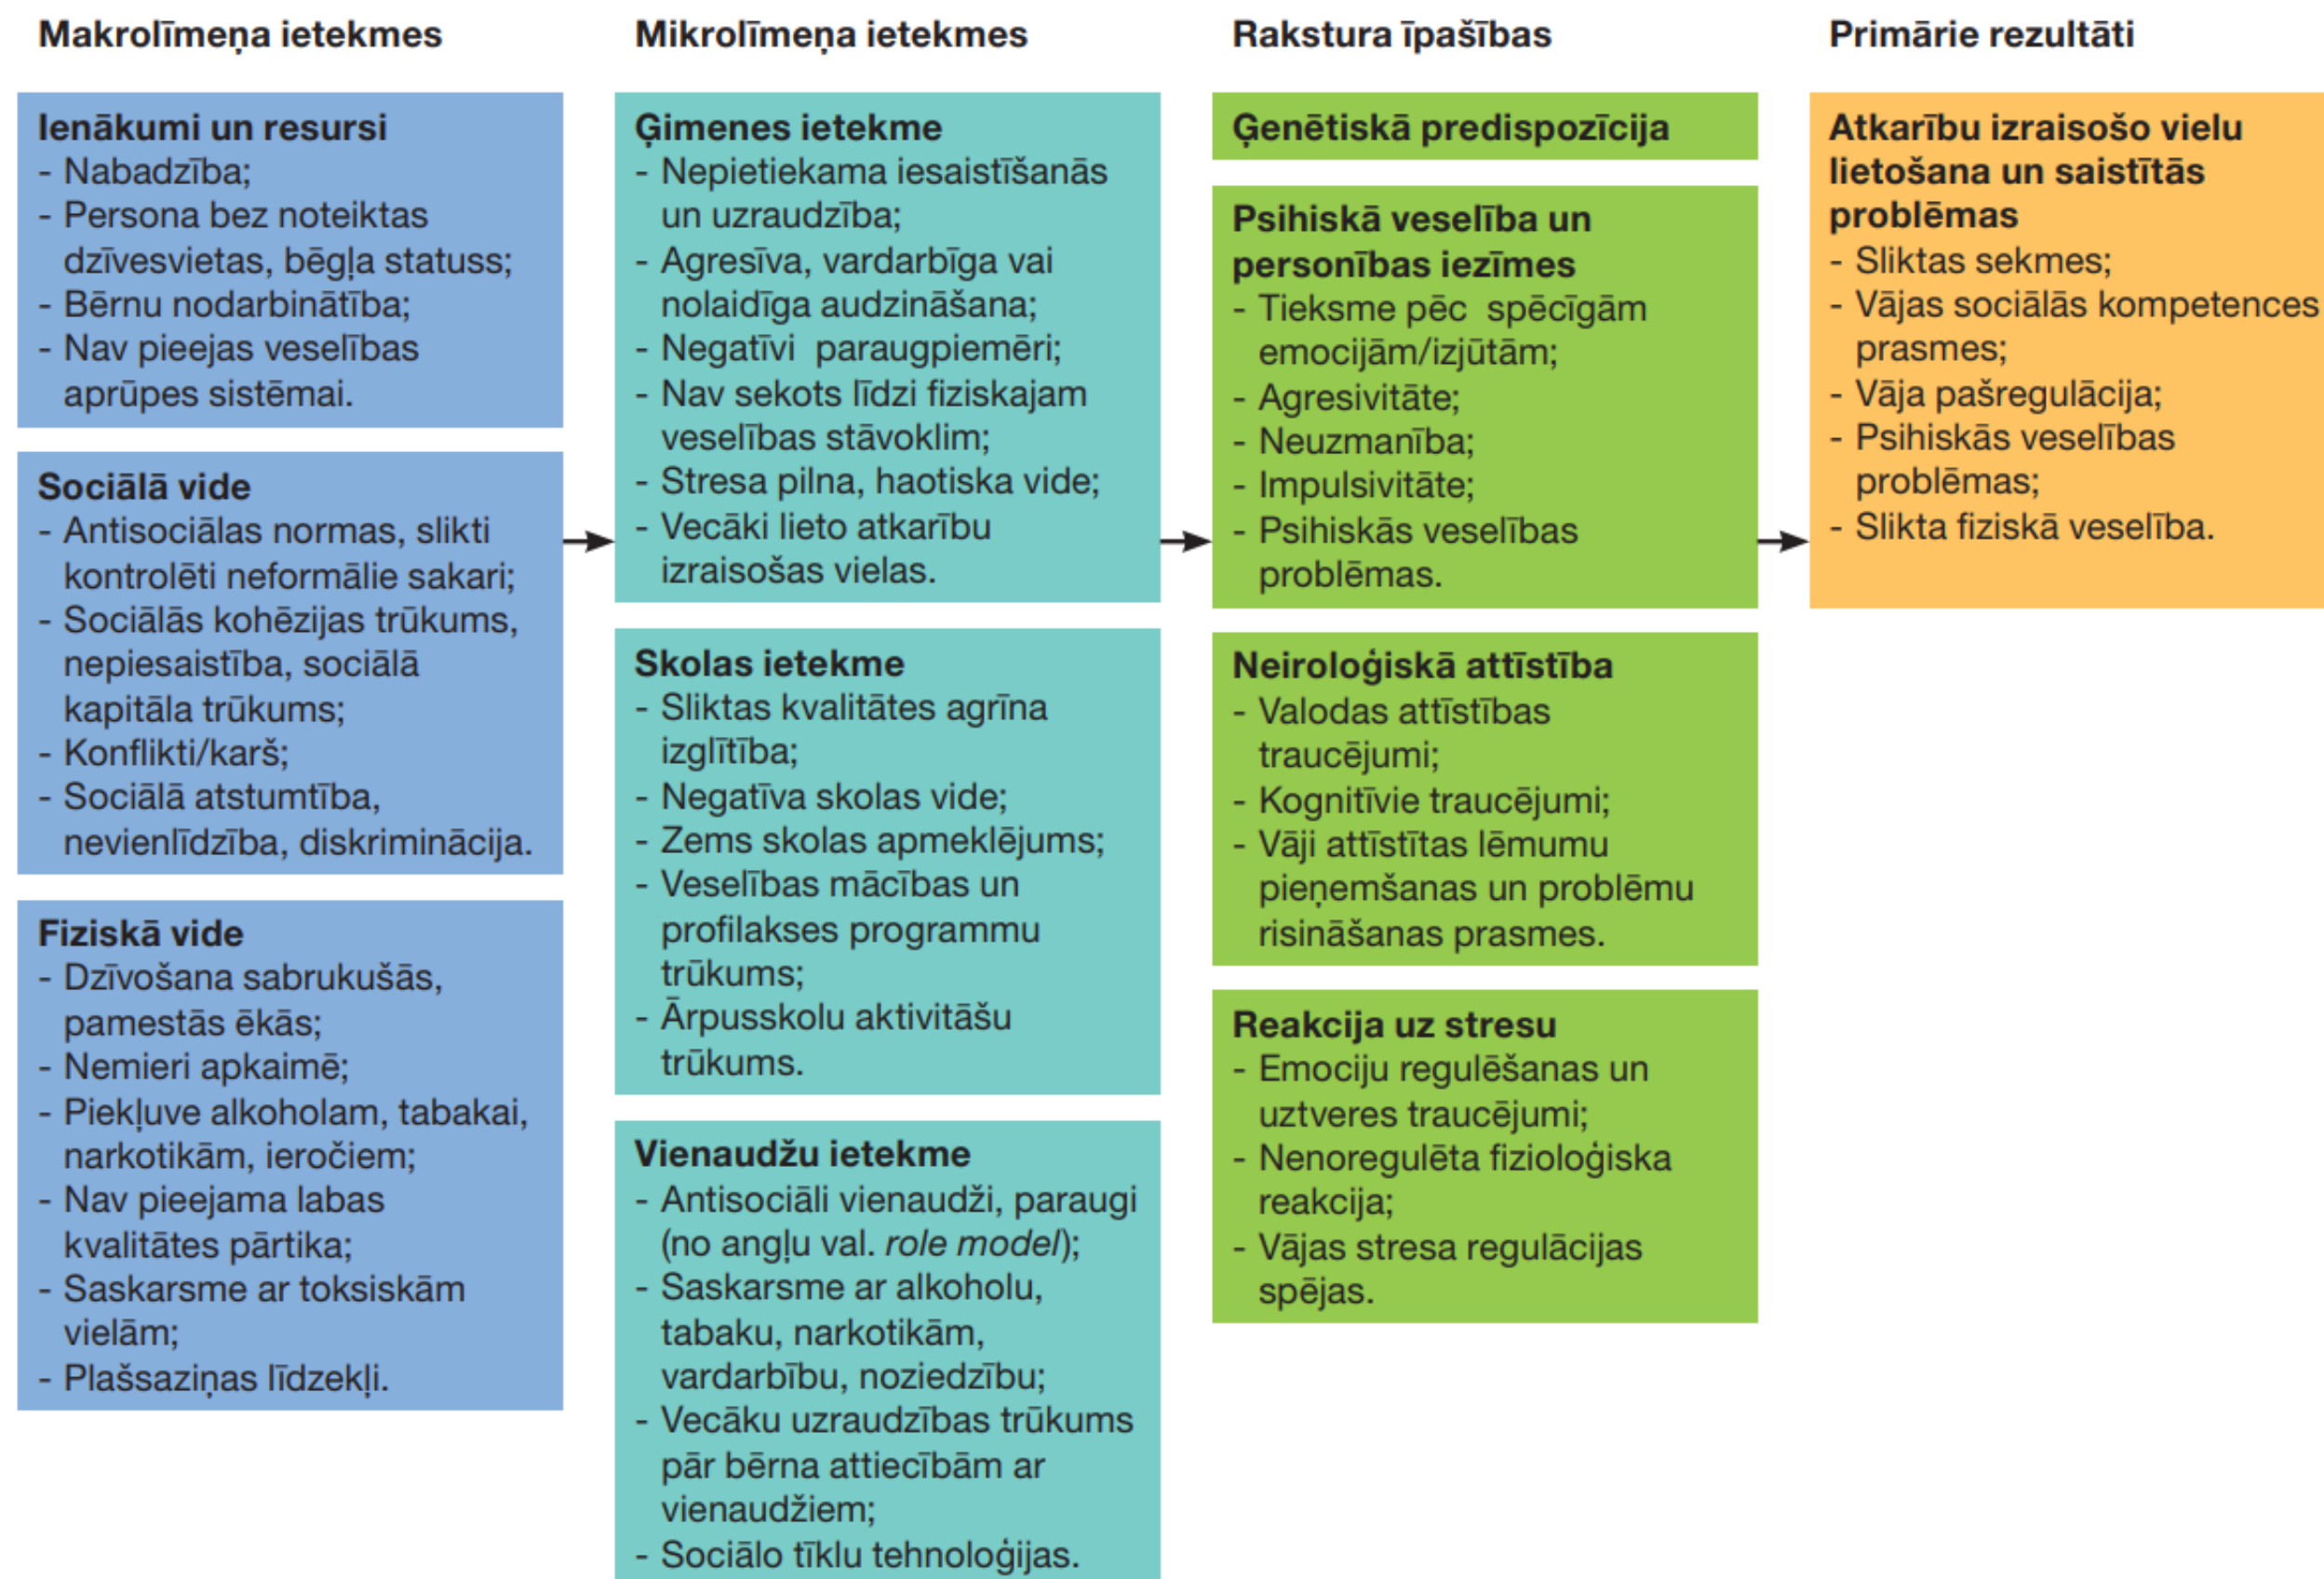 Makrolīmeņa ietekmes
Ienākumi un resursi
- Nabadzība;
- Persona bez noteiktas
dzīvesvietas, bēgļa statuss;
- Bērnu nodarbinātība;
- Nav pieejas veselības
aprūpes sistēmai.
Sociālā vide
- Antisociālas normas, slikti
kontrolēti neformālie sakari;
- Sociālās kohēzijas trūkums,
nepiesaistība, sociālā
kapitāla trūkums;
- Konflikti/karš;
- Sociālā atstumtība,
nevienlīdzība, diskriminācija.
Fiziskā vide
- Dzīvošana sabrukušās,
pamestās ēkās;
- Nemieri apkaimē;
- Piekļuve alkoholam, tabakai,
narkotikām, ieročiem;
- Nav pieejama labas
kvalitātes pārtika;
- Saskarsme ar toksiskām
vielām;
- Plašsaziņas līdzekļi.
Mikrolīmeņa ietekmes
Ģimenes ietekme
- Nepietiekama iesaistīšanās
un uzraudzība;
- Agresīva, vardarbīga vai
nolaidīga audzināšana;
- Negatīvi paraugpiemēri;
- Nav sekots līdzi fiziskajam
veselības stāvoklim;
- Stresa pilna, haotiska vide;
- Vecāki lieto atkarību
izraisošas vielas.
Skolas ietekme
- Sliktas kvalitātes agrīna
izglītība;
- Negatīva skolas vide;
- Zems skolas apmeklējums;
- Veselības mācības un
profilakses programmu
trūkums;
- Ārpusskolu aktivitāšu
trūkums.
Vienaudžu ietekme
- Antisociāli vienaudži, paraugi
(no angļu val. role model);
- Saskarsme ar alkoholu,
tabaku, narkotikām,
vardarbību, noziedzību;
- Vecāku uzraudzības trūkums
pār bērna attiecībām ar
vienaudžiem;
- Sociālo tīklu tehnoloģijas.
Rakstura īpašības
Ģenētiskā predispozīcija
Psihiskā veselība un
personības iezīmes
- Tieksme pēc spēcīgām
emocijām/izjūtām;
- Agresivitāte;
- Neuzmanība;
- Impulsivitāte;
- Psihiskās veselības
problēmas.
Neiroloģiskā attīstība
- Valodas attīstības
traucējumi;
- Kognitīvie traucējumi;
- Vāji attīstītas lēmumu
pieņemšanas un problēmu
risināšanas prasmes.
Reakcija uz stresu
- Emociju regulēšanas un
uztveres traucējumi;
- Nenoregulēta fizioloģiska
reakcija;
- Vājas stresa regulācijas
spējas.
Primārie rezultāti
Atkarību izraisošo vielu
lietošana un saistītās
problēmas
- Sliktas sekmes;
- Vājas sociālās kompetences
prasmes;
- Vāja pašregulācija;
- Psihiskās veselības
problēmas;
- Slikta fiziskā veselība.